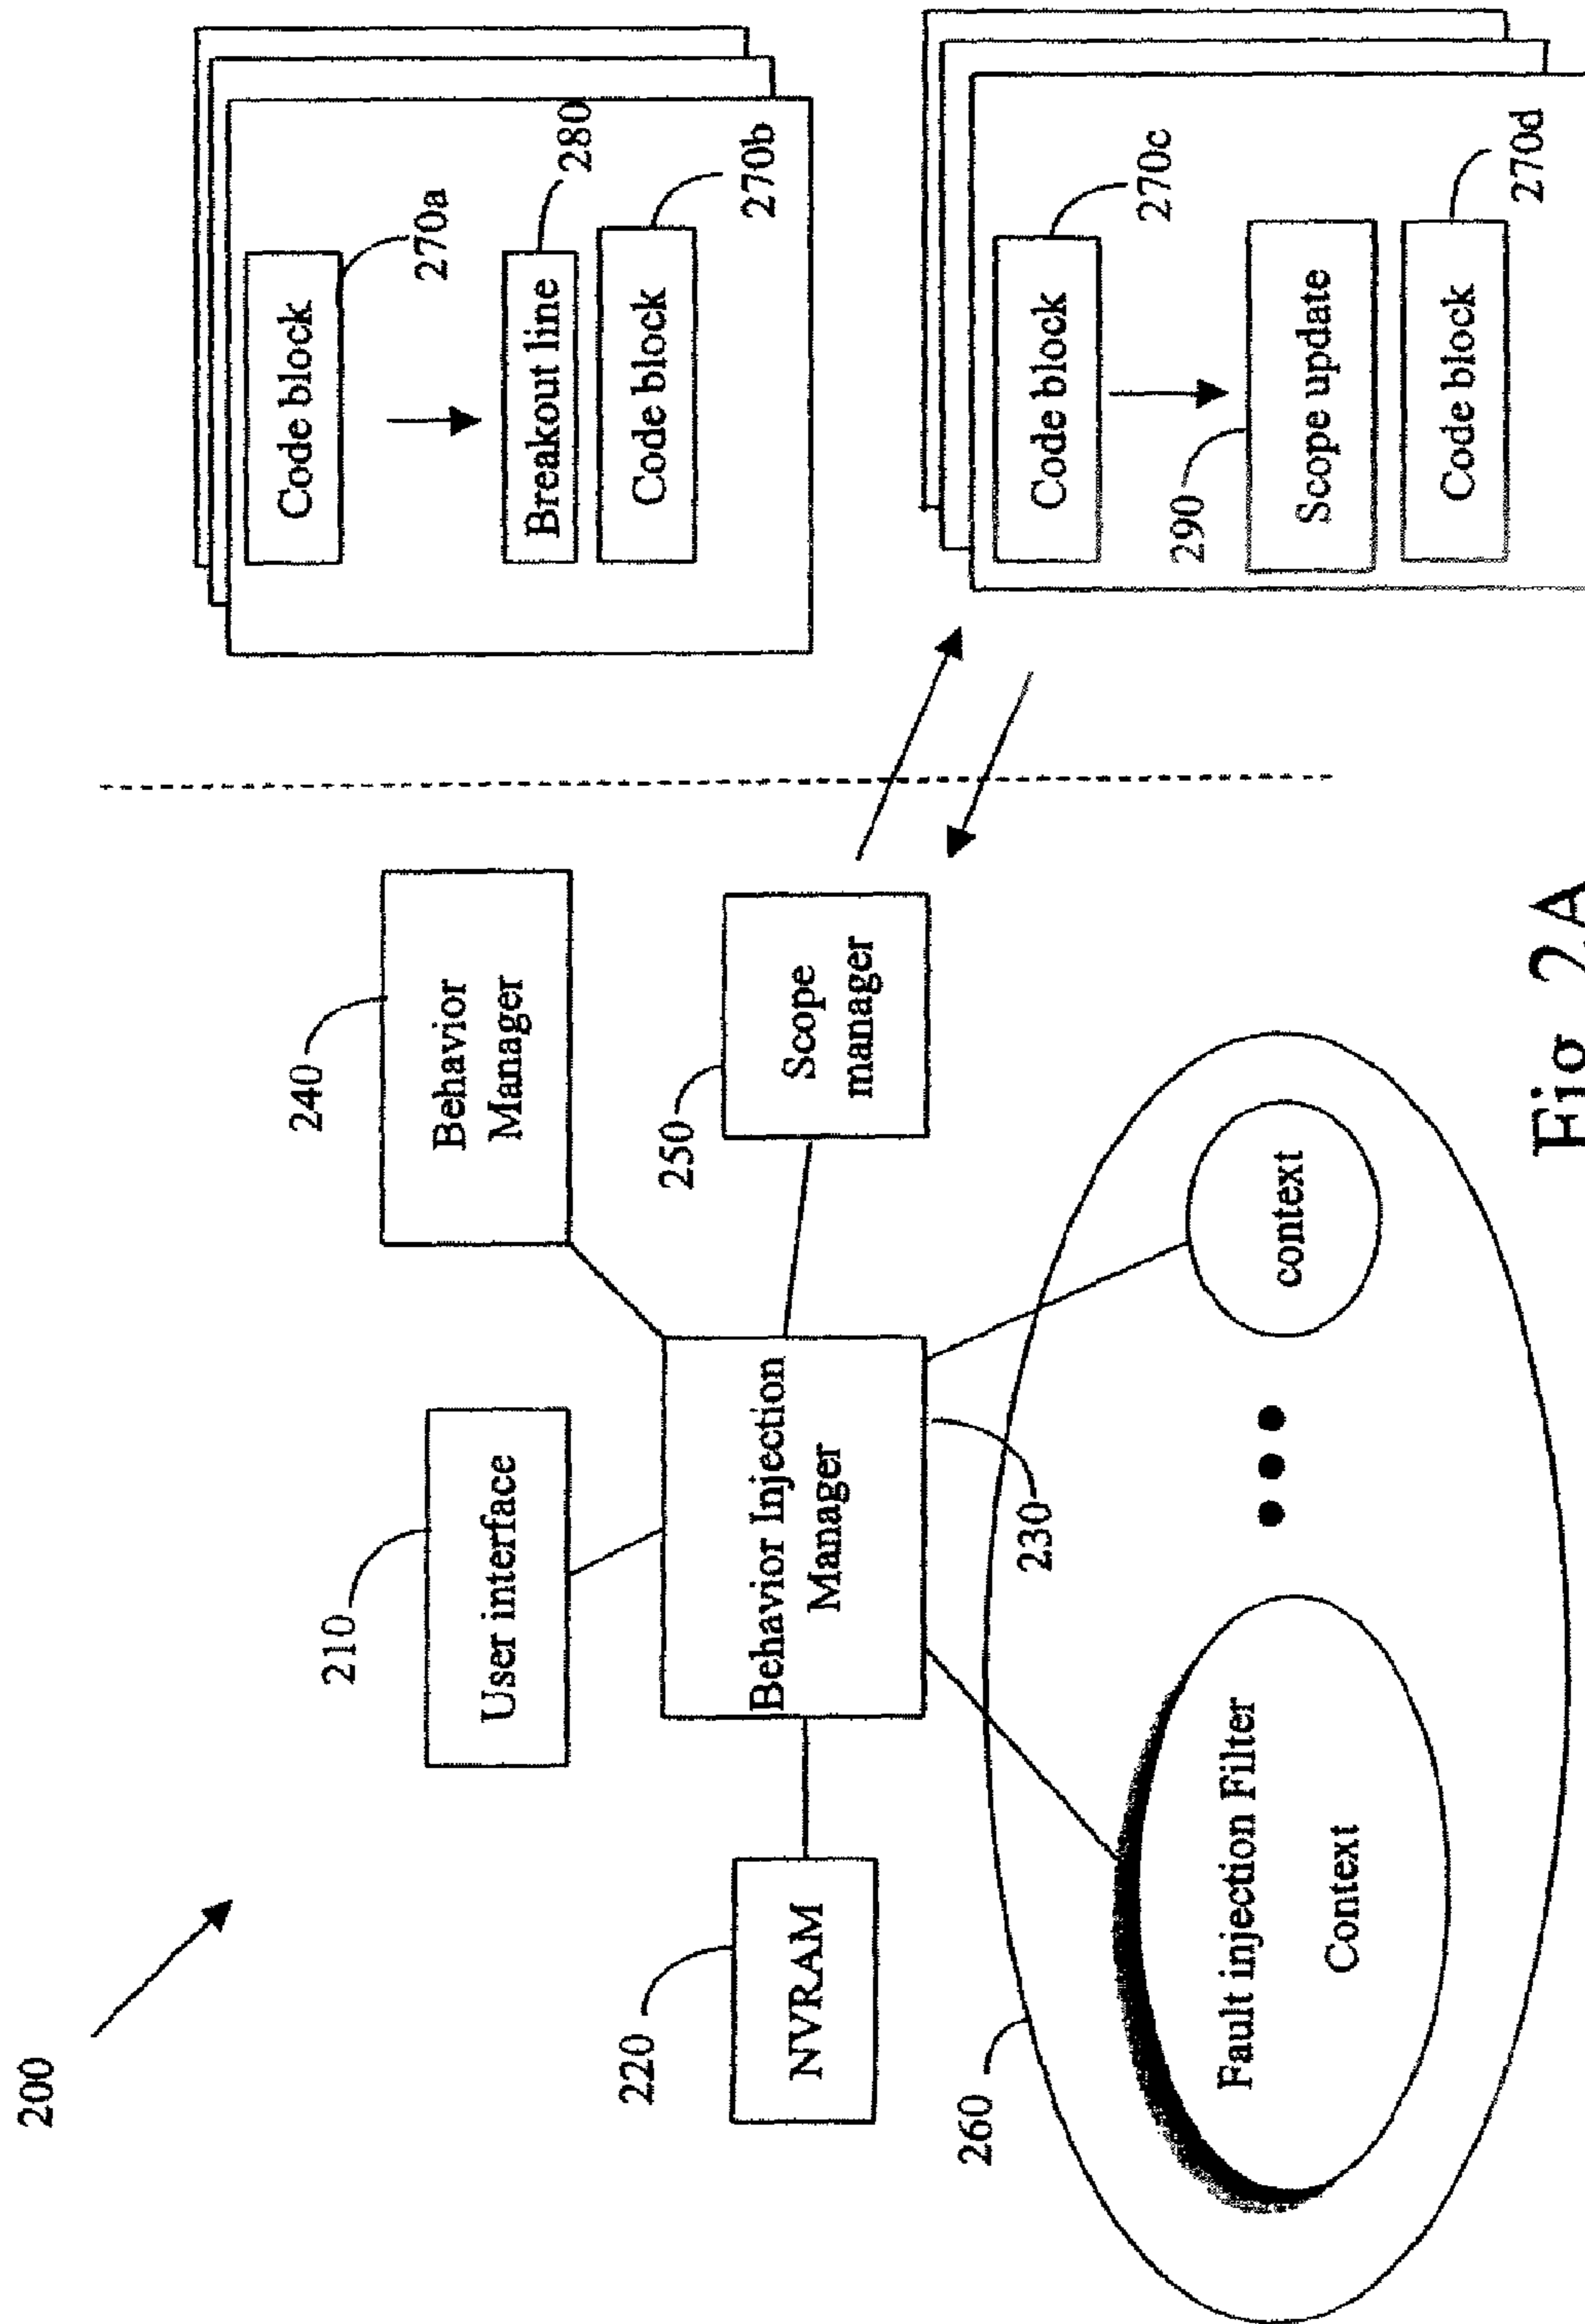 200
210
User interface
240
Behavior
Manager
220
NVRAM
Behavior Injection
Manager
230
250
Scope
manager
260
Fault injection Filter
Context
context
Code block
270a
Breakout line
280
Code block
270b
Code block
270c
290
Scope update
Code block
270d
Fig. 2A